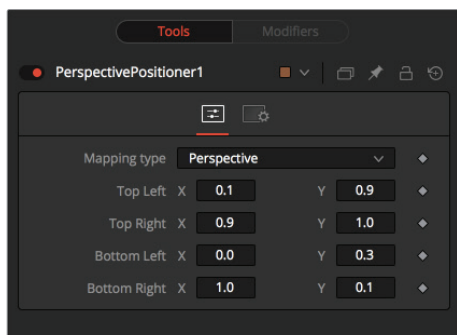 Tools Modifiers
PerspectivePositioner1
Mapping type Perspective
Top Left X 0.1 Y 0.9
Top Right X 0.9 Y 1.0
Bottom Left X 0.0 Y 0.3
Bottom Right X 1.0 Y 0.1